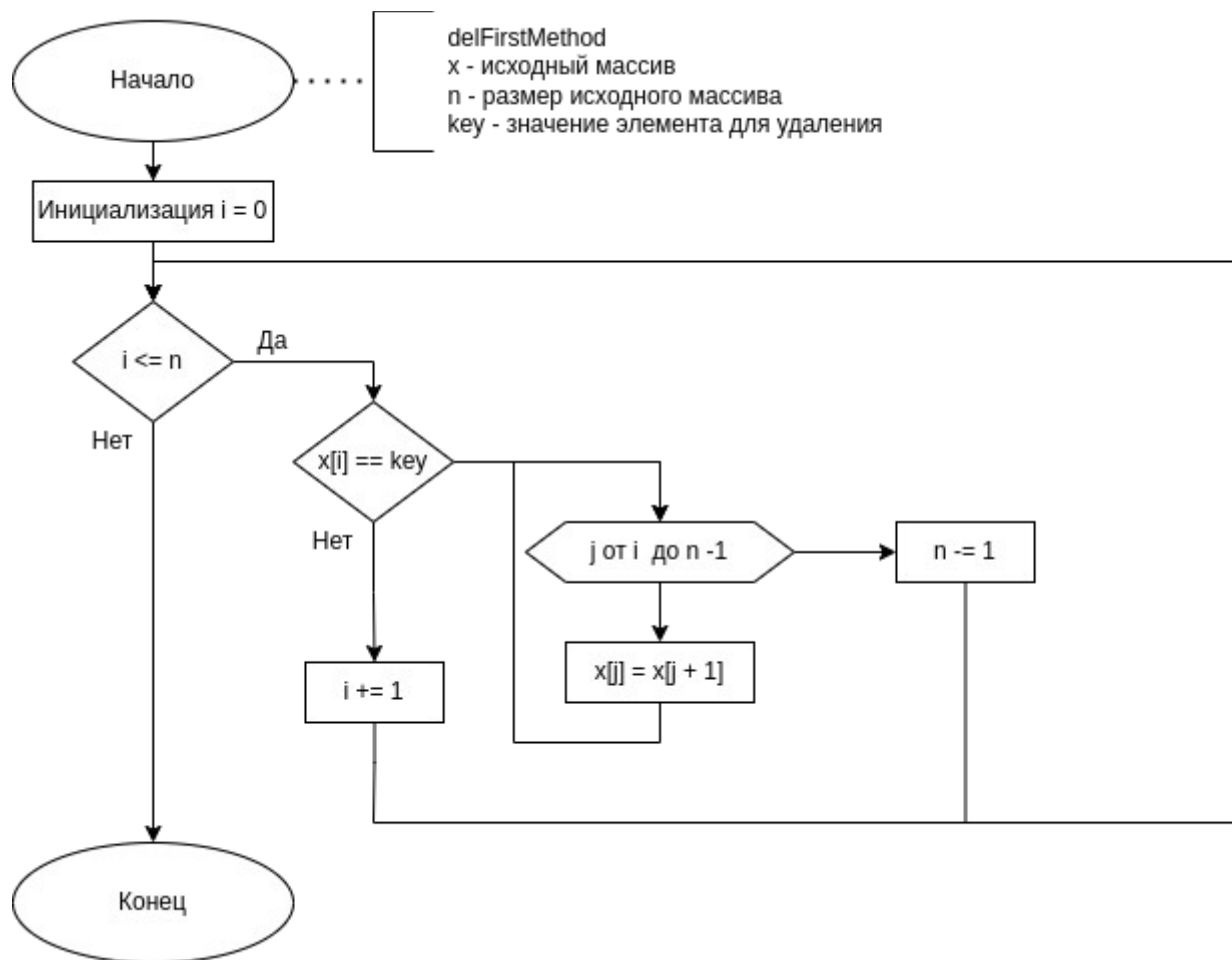 Начало
delFirstMethod
x - исходный массив
n - размер исходного массива
key - значение элемента для удаления
Инициализация i = 0
i <= n
Да
Нет
x[i] == key
Нет
j от i до n -1
n -= 1
x[j] = x[j + 1]
i += 1
Конец